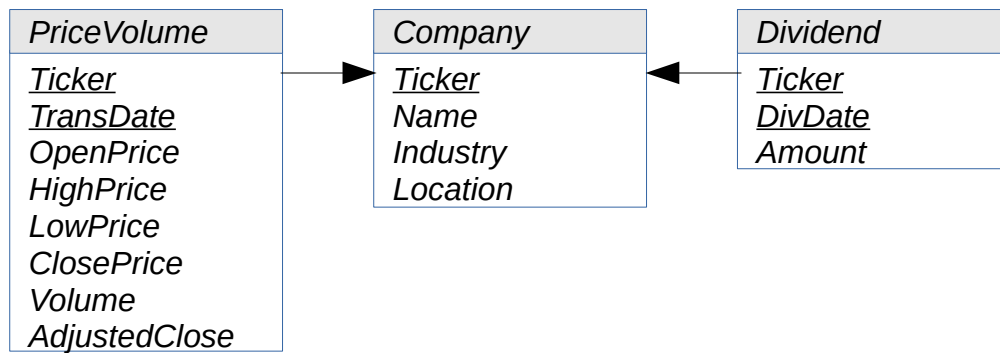 PriceVolume
Ticker
TransDate
OpenPrice
HighPrice
LowPrice
ClosePrice
Volume
AdjustedClose
Company
Ticker
Name
Industry
Location
Dividend
Ticker
DivDate
Amount